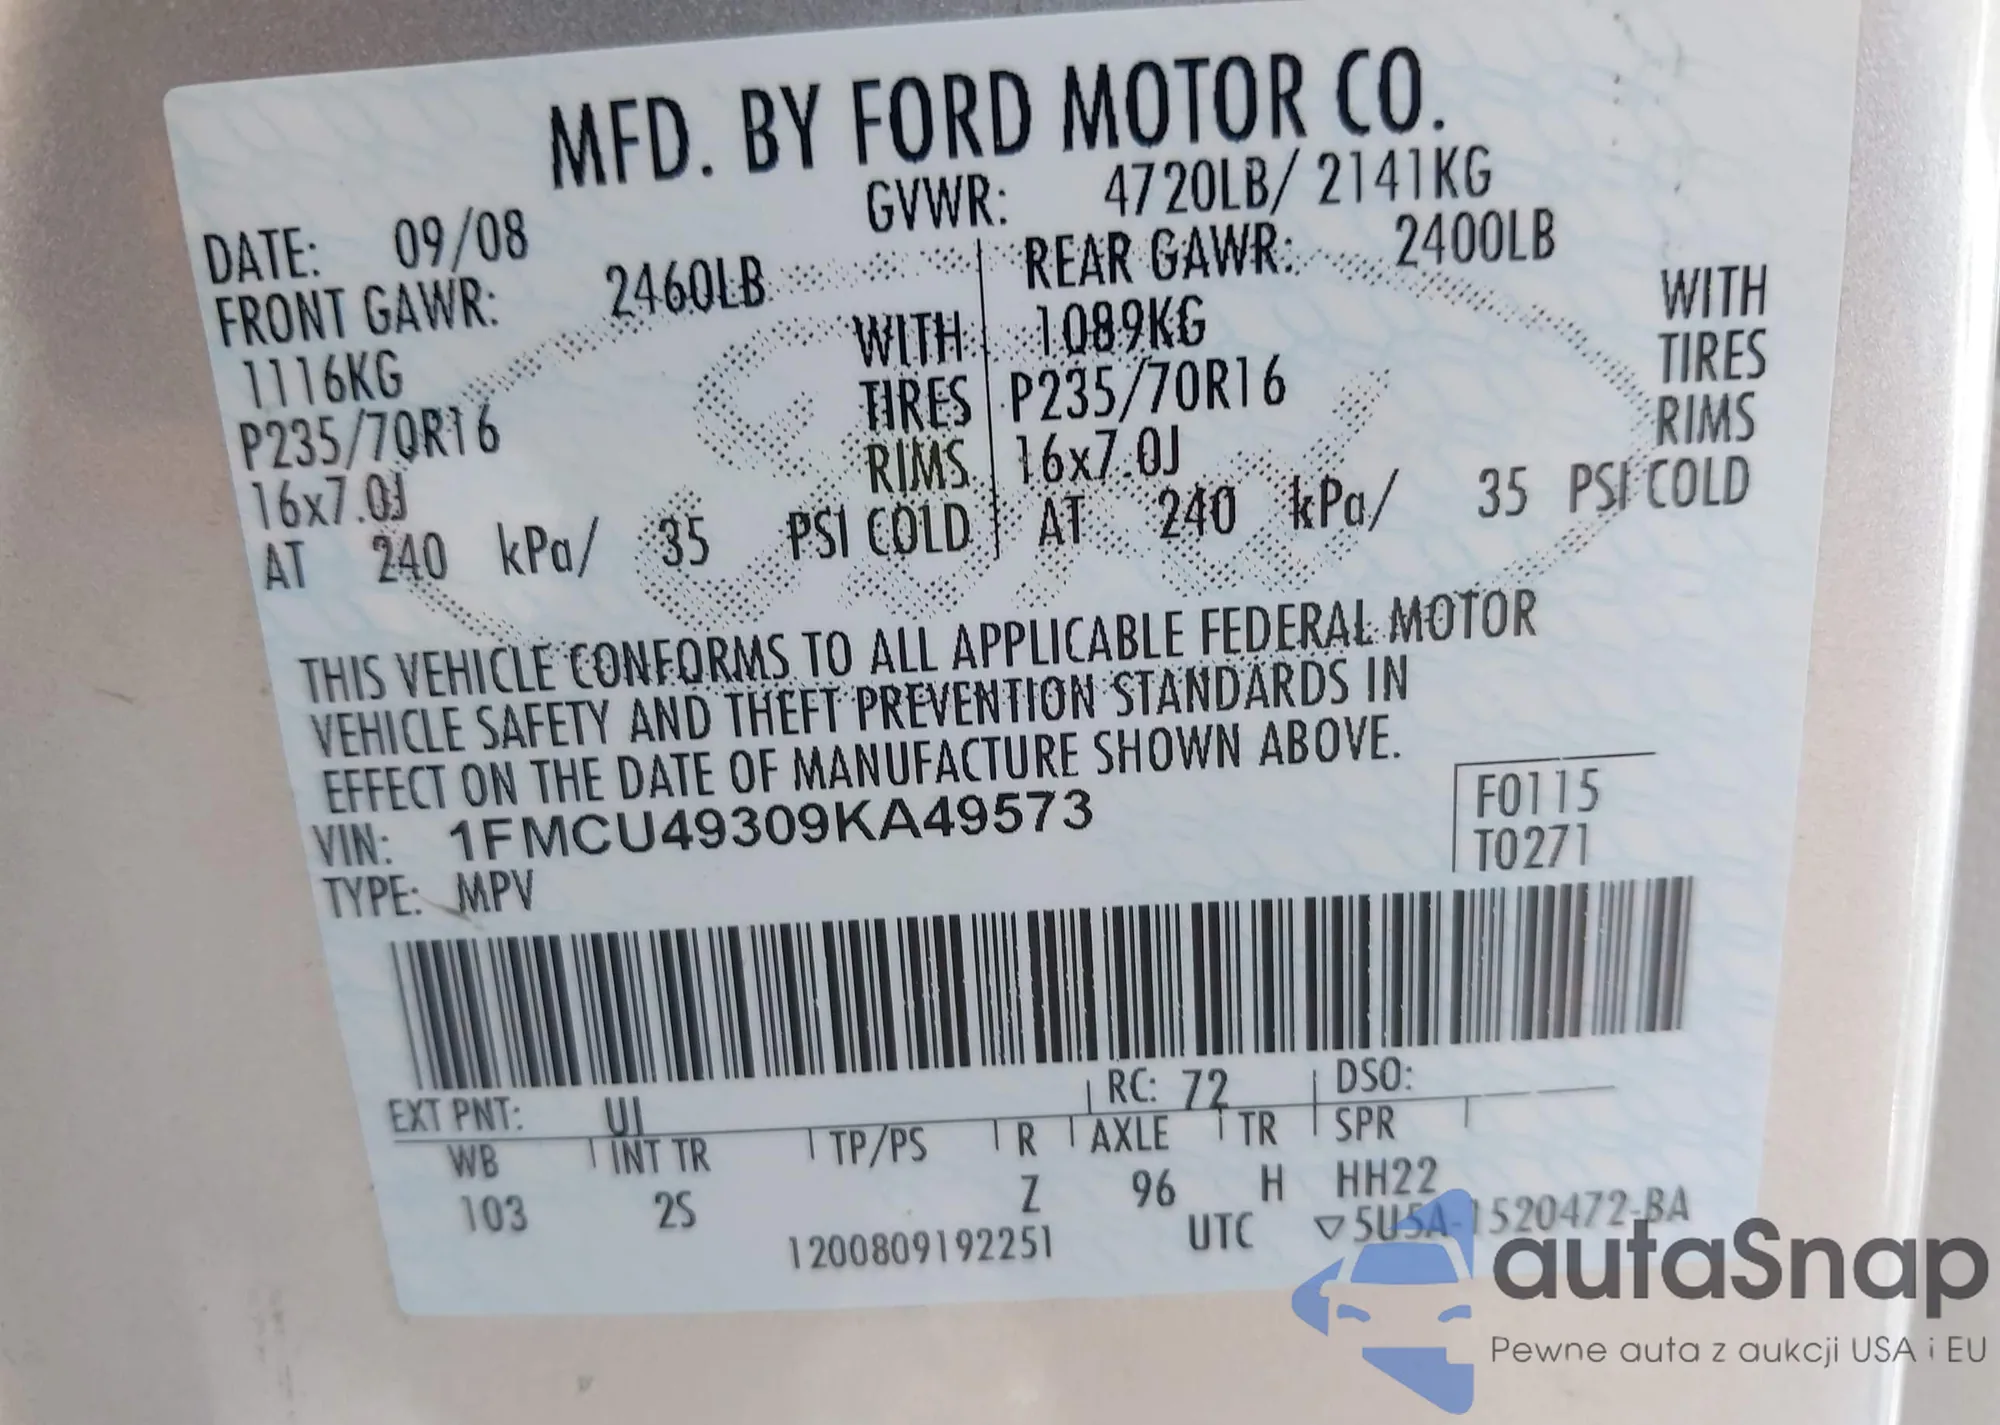 MFD. BY FORD MOTOR CO.
DATE: 09/08 GVWR: 4720LB/ 2141KG
FRONT GAWR: 2460LB REAR GAWR: 2400LB
1116KG WITH 1089KG WITH
P235/70R16 TIRES P235/70R16 TIRES
16x7.0J RIMS 16x7.0J RIMS
AT 240 kPa/ 35 PSI COLD AT 240 kPa/ 35 PSI COLD
THIS VEHICLE CONFORMS TO ALL APPLICABLE FEDERAL MOTOR
VEHICLE SAFETY AND THEFT PREVENTION STANDARDS IN
EFFECT ON THE DATE OF MANUFACTURE SHOWN ABOVE.
VIN: 1FMCU49309KA49573 F0115
TYPE: MPV T0271
EXT PNT: UI RC: 72 DSO:
WB INT TR TP/PS R AXLE TR SPR
103 2S Z 96 H HH22
1200809192251 UTC ▽5U5A-1520472-BA
autaSnap
Pewne auta z aukcji USA i EU